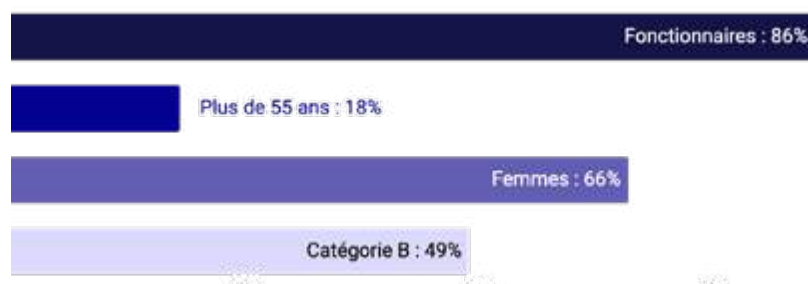 Fonctionnaires : 86%
Plus de 55 ans : 18%
Femmes : 66%
Catégorie B : 49%